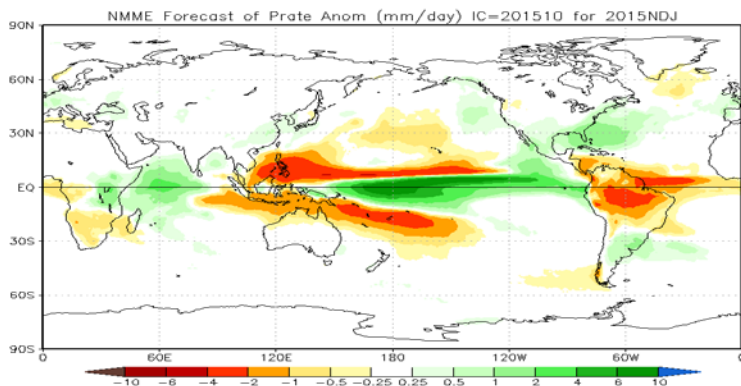 NMME Forecast of Prate Anom (mm/day) IC=201510 for 2015NDJ
90N
60N
30N
EQ
30S
60S
90S
0 60E 120E 180 120W 60W 0
-10 -6 -4 -2 -1 -0.5 -0.25 0.25 0.5 1 2 4 6 10